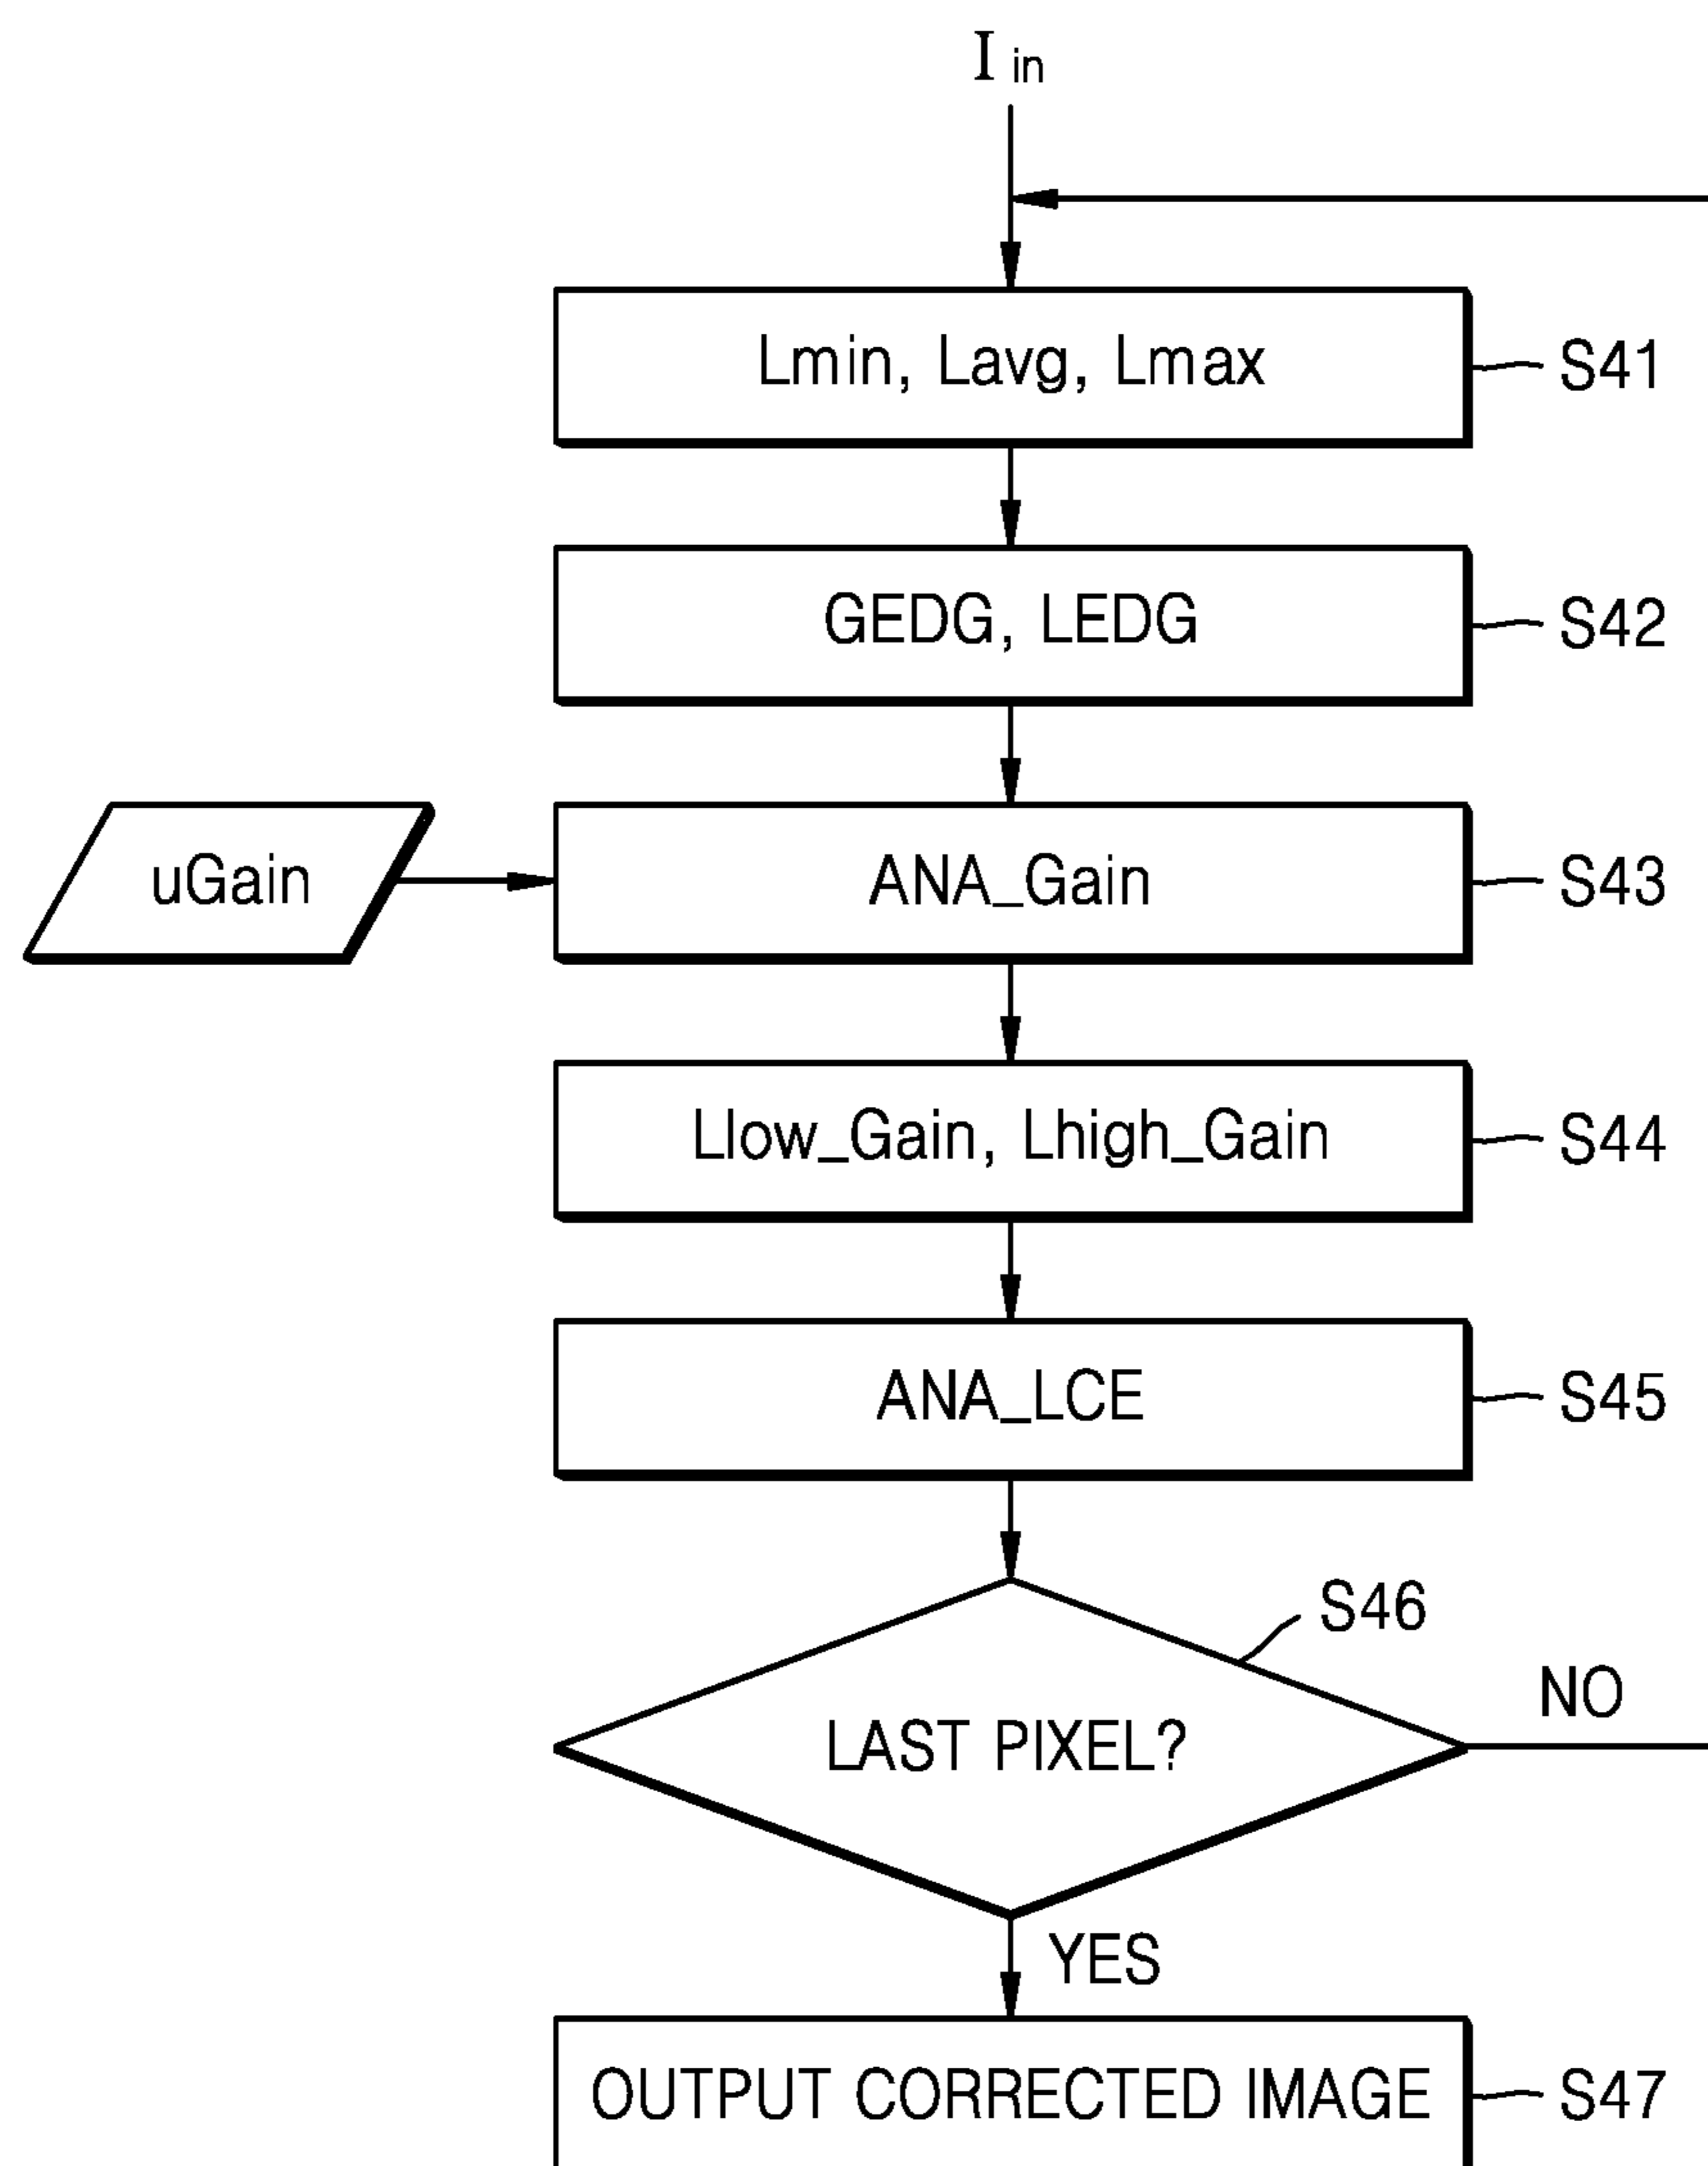 I in
Lmin, Lavg, Lmax
S41
GEDG, LEDG
S42
uGain
ANA_Gain
S43
Llow_Gain, Lhigh_Gain
S44
ANA_LCE
S45
S46
LAST PIXEL?
NO
YES
OUTPUT CORRECTED IMAGE
S47